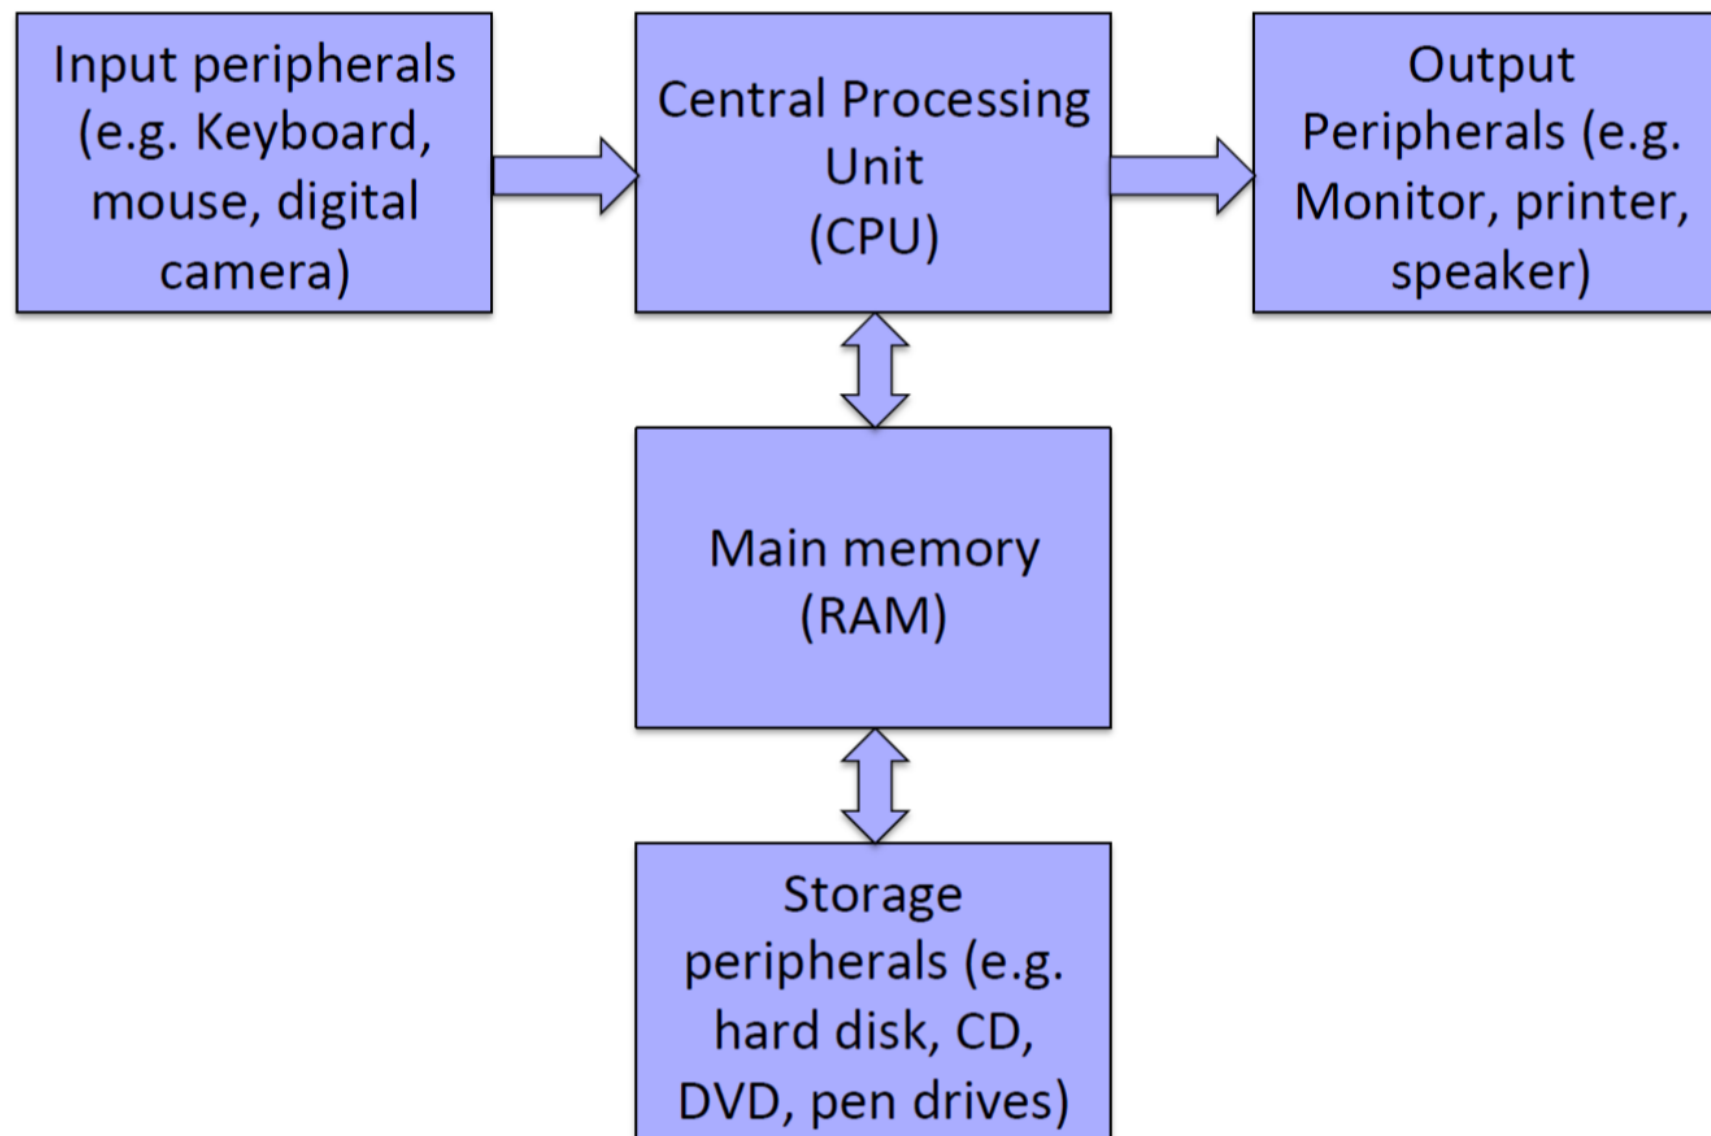 Input peripherals
(e.g. Keyboard,
mouse, digital
camera)
Central Processing
Unit
(CPU)
Output
Peripherals (e.g.
Monitor, printer,
speaker)
Main memory
(RAM)
Storage
peripherals (e.g.
hard disk, CD,
DVD, pen drives)